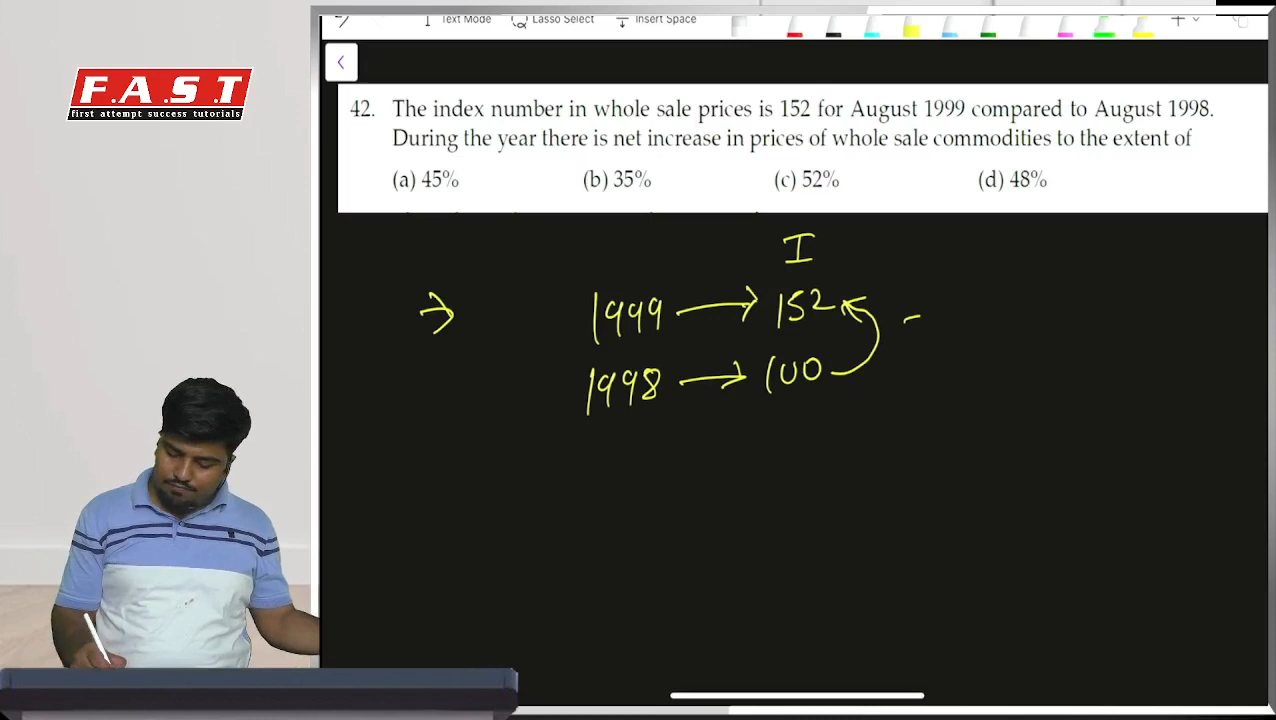 F.A.S.T
first attempt success tutorials
Text Mode
Lasso Select
Insert Space
42. The index number in whole sale prices is 152 for August 1999 compared to August 1998.
During the year there is net increase in prices of whole sale commodities to the extent of
(a) 45% (b) 35% (c) 52% (d) 48%
I
→ 1999 → 152
1998 → 100